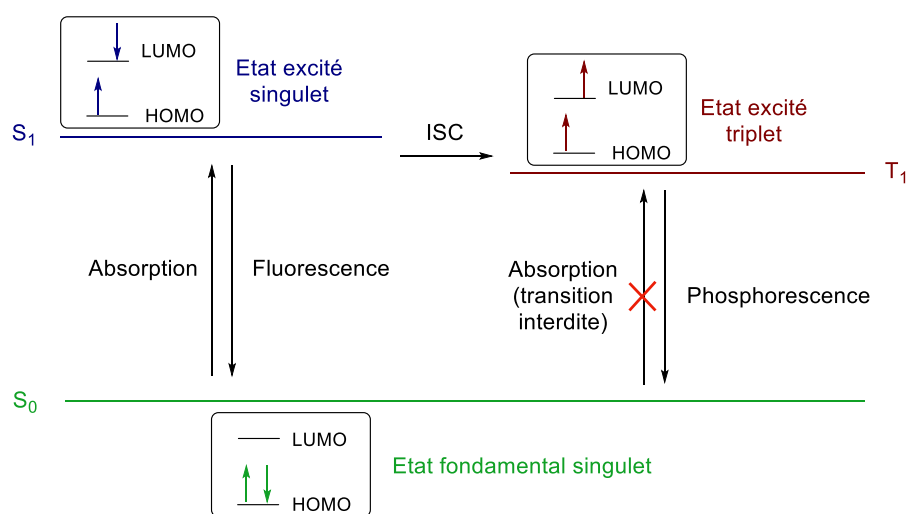 LUMO
HOMO
Etat excité
singulet
S₁
ISC
LUMO
HOMO
Etat excité
triplet
T₁
Absorption
Fluorescence
Absorption
(transition
interdite)
Phosphorescence
S₀
LUMO
HOMO
Etat fondamental singulet